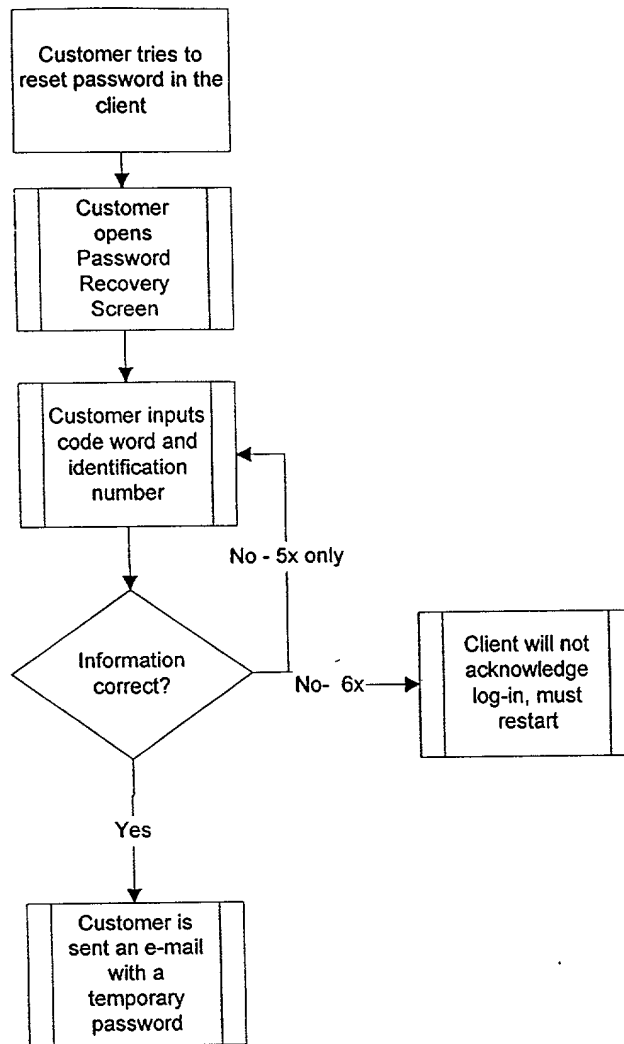 Customer tries to
reset password in the
client
Customer
opens
Password
Recovery
Screen
Customer inputs
code word and
identification
number
No - 5x only
Information
correct?
No- 6x
Client will not
acknowledge
log-in, must
restart
Yes
Customer is
sent an e-mail
with a
temporary
password